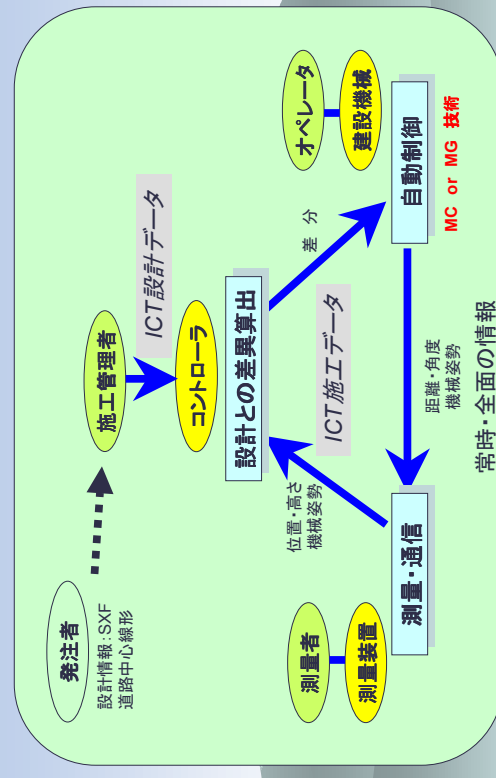 発注者
設計情報:SXF
道路中心線形
施工管理者
ICT設計データ
コントローラ
設計との差異算出
オペレータ
建設機械
差 分
自動制御
MC or MG 技術
ICT施工データ
位置・高さ
機械姿勢
測量者
測量装置
測量・通信
距離・角度
機械姿勢
常時・全面の情報